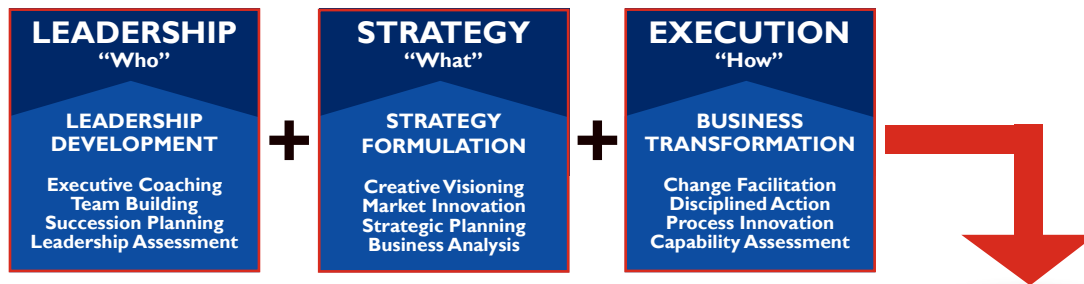 LEADERSHIP
“Who”
LEADERSHIP
DEVELOPMENT
Executive Coaching
Team Building
Succession Planning
Leadership Assessment
+
STRATEGY
“What”
STRATEGY
FORMULATION
Creative Visioning
Market Innovation
Strategic Planning
Business Analysis
+
EXECUTION
“How”
BUSINESS
TRANSFORMATION
Change Facilitation
Disciplined Action
Process Innovation
Capability Assessment